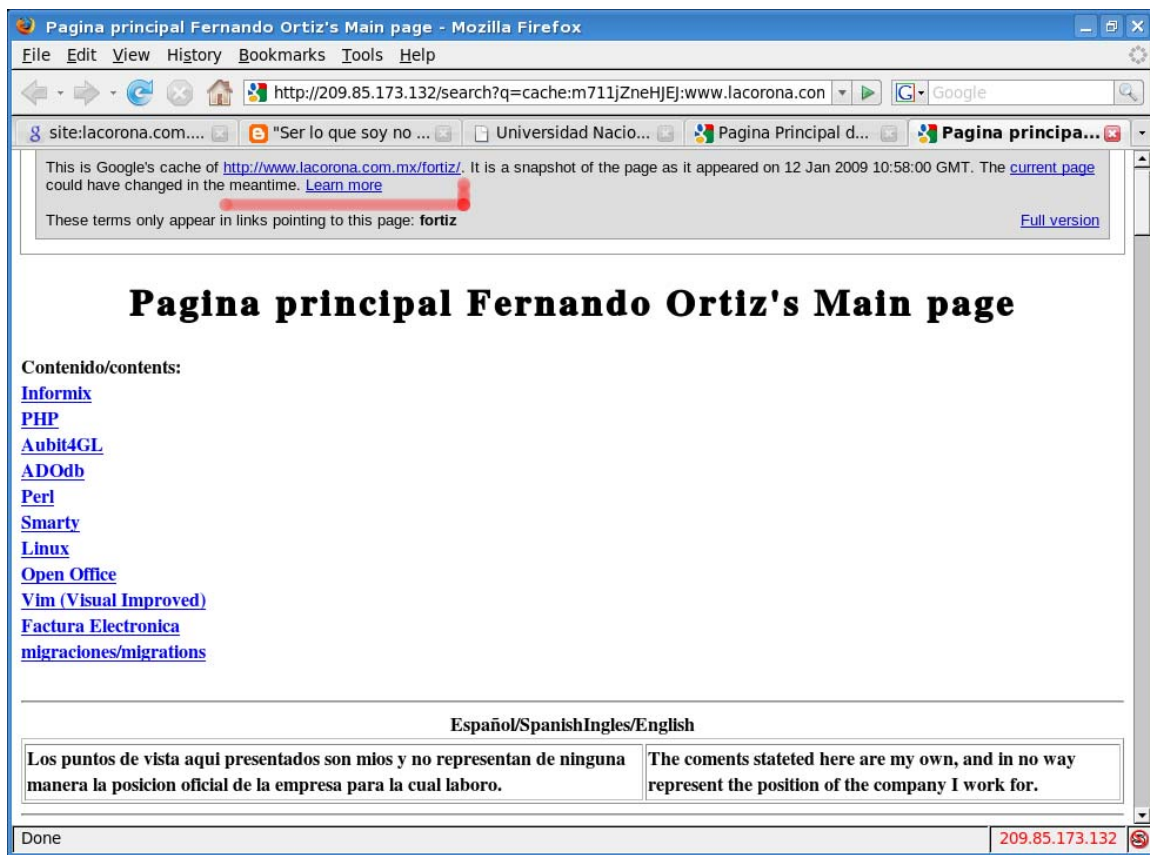 Pagina principal Fernando Ortiz's Main page - Mozilla Firefox
File Edit View History Bookmarks Tools Help
http://209.85.173.132/search?q=cache:m711jZneHJEJ:www.lacorona.con Google
site:lacorona.com.... "Ser lo que soy no ... Universidad Nacio... Pagina Principal d... Pagina principa...
This is Google's cache of http://www.lacorona.com.mx/fortiz/. It is a snapshot of the page as it appeared on 12 Jan 2009 10:58:00 GMT. The current page
could have changed in the meantime. Learn more
These terms only appear in links pointing to this page: fortiz Full version
Pagina principal Fernando Ortiz's Main page
Contenido/contents:
Informix
PHP
Aubit4GL
ADOdb
Perl
Smarty
Linux
Open Office
Vim (Visual Improved)
Factura Electronica
migraciones/migrations
Español/SpanishIngles/English
Los puntos de vista aqui presentados son mios y no representan de ninguna
manera la posicion oficial de la empresa para la cual laboro.
The coments stateted here are my own, and in no way
represent the position of the company I work for.
Done 209.85.173.132